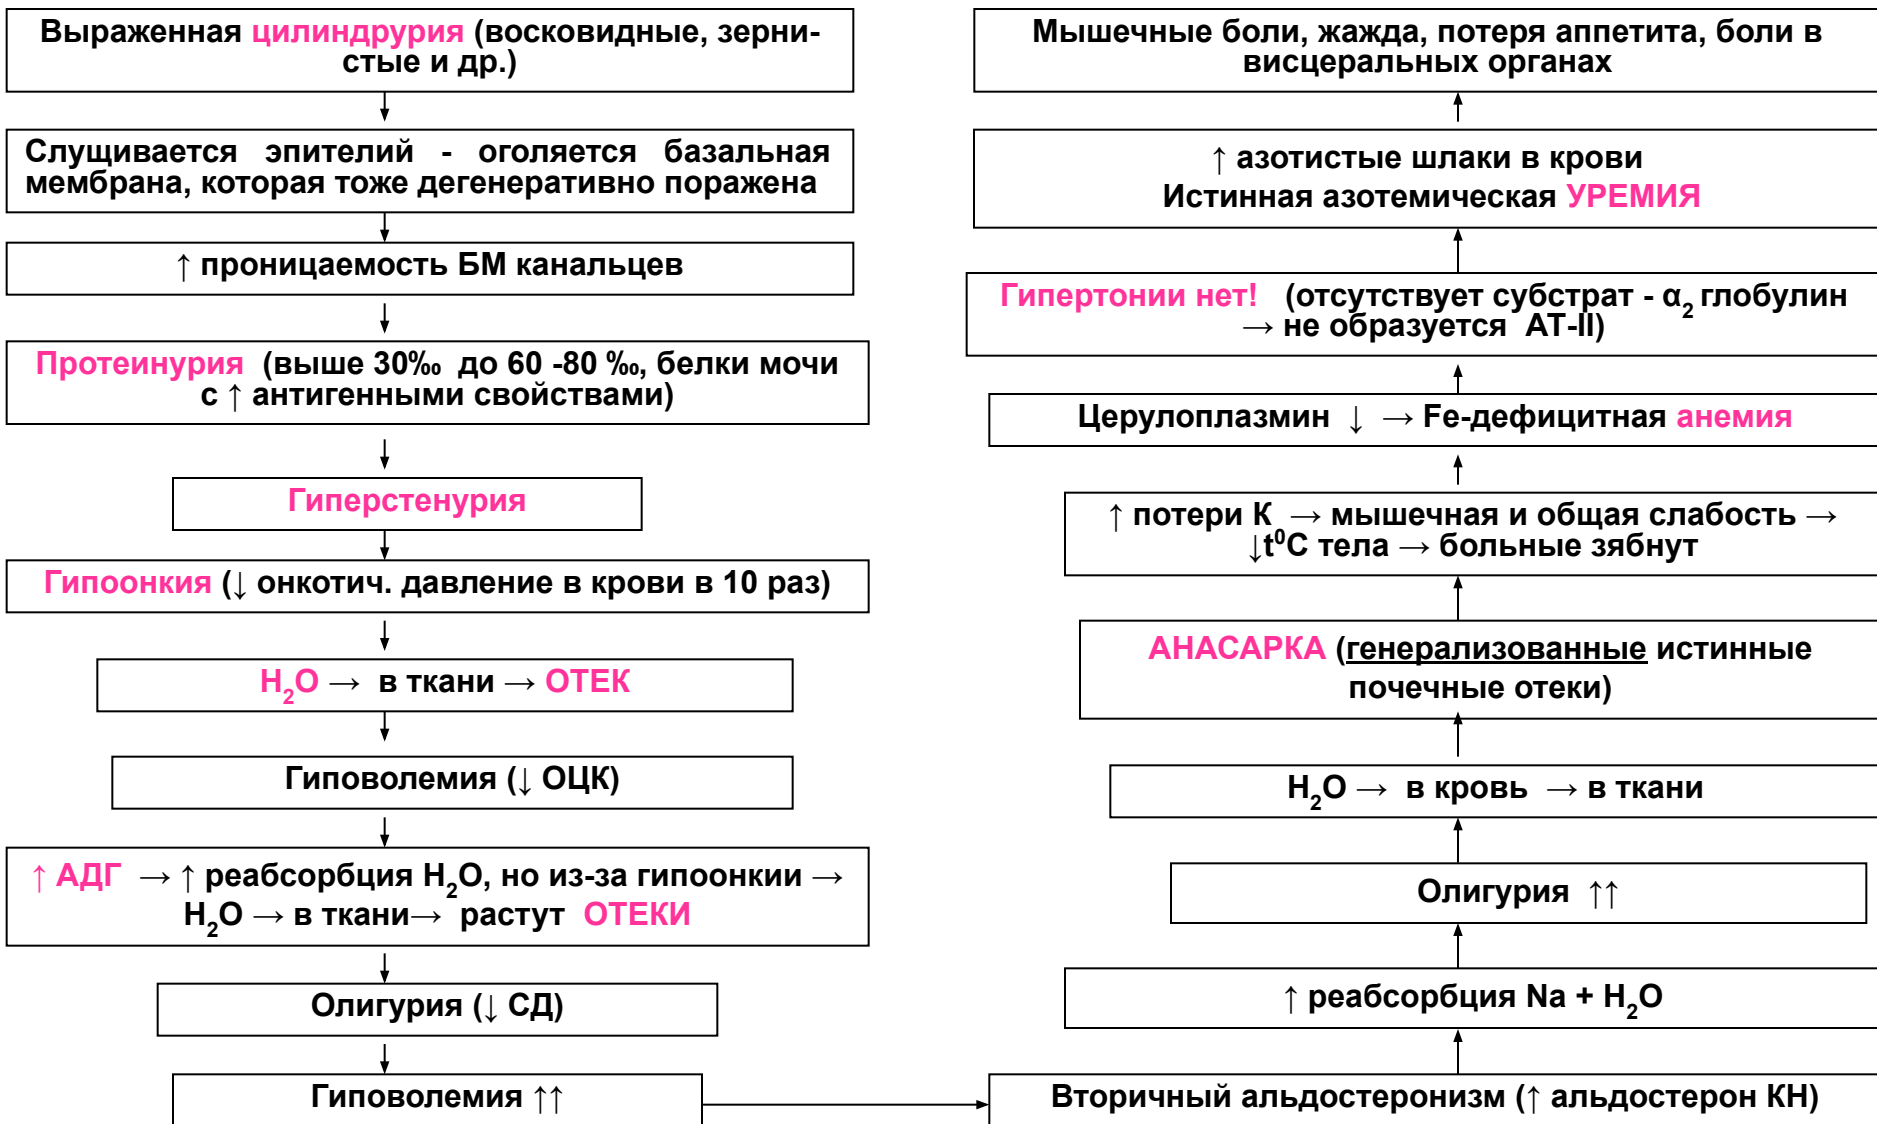 Выраженная цилиндрурия (восковидные, зерни-
стые и др.)
Слущивается эпителий - оголяется базальная
мембрана, которая тоже дегенеративно поражена
↑ проницаемость БМ канальцев
Протеинурия (выше 30‰ до 60 -80 ‰, белки мочи
с ↑ антигенными свойствами)
Гиперстенурия
Гипоонкия (↓ онкотич. давление в крови в 10 раз)
H₂O → в ткани → ОТЕК
Гиповолемия (↓ ОЦК)
↑ АДГ → ↑ реабсорбция H₂O, но из-за гипоонкии →
H₂O → в ткани→ растут ОТЕКИ
Олигурия (↓ СД)
Гиповолемия ↑↑
Вторичный альдостеронизм (↑ альдостерон КН)
↑ реабсорбция Na + H₂O
Олигурия ↑↑
H₂O → в кровь → в ткани
АНАСАРКА (генерализованные истинные
почечные отеки)
↑ потери К → мышечная и общая слабость →
↓t⁰C тела → больные зябнут
Церулоплазмин ↓ → Fe-дефицитная анемия
Гипертонии нет! (отсутствует субстрат - α₂ глобулин
→ не образуется АТ-II)
↑ азотистые шлаки в крови
Истинная азотемическая УРЕМИЯ
Мышечные боли, жажда, потеря аппетита, боли в
висцеральных органах